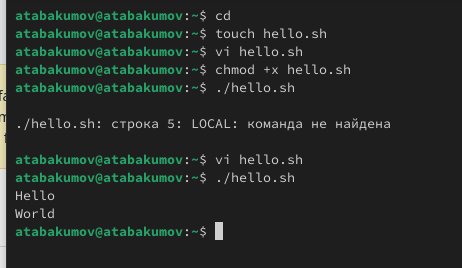 atabakumov@atabakumov:~$ cd
atabakumov@atabakumov:~$ touch hello.sh
atabakumov@atabakumov:~$ vi hello.sh
atabakumov@atabakumov:~$ chmod +x hello.sh
atabakumov@atabakumov:~$ ./hello.sh
./hello.sh: строка 5: LOCAL: команда не найдена
atabakumov@atabakumov:~$ vi hello.sh
atabakumov@atabakumov:~$ ./hello.sh
Hello
World
atabakumov@atabakumov:~$